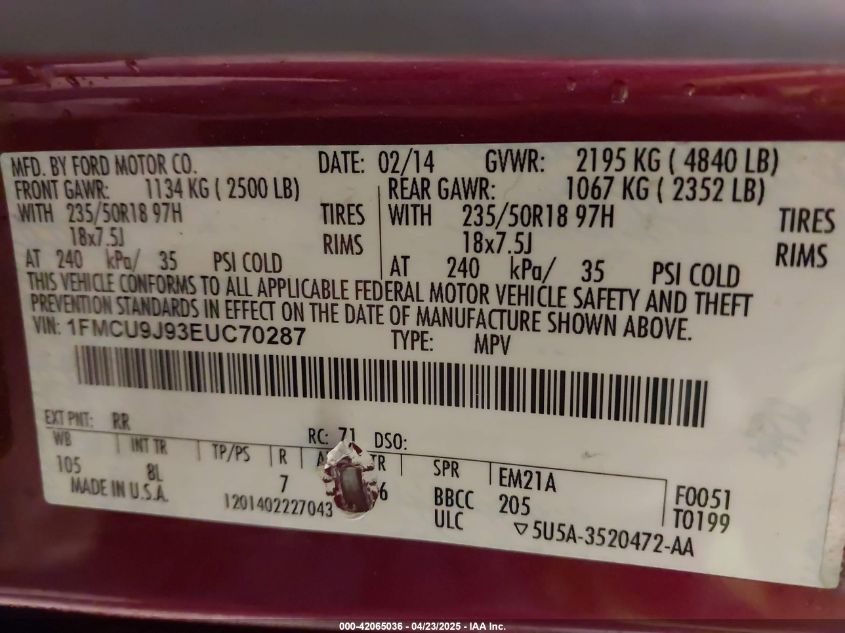 MFD. BY FORD MOTOR CO. DATE: 02/14 GVWR: 2195 KG ( 4840 LB)
FRONT GAWR: 1134 KG ( 2500 LB) REAR GAWR: 1067 KG ( 2352 LB)
WITH 235/50R18 97H TIRES WITH 235/50R18 97H TIRES
18x7.5J RIMS 18x7.5J RIMS
AT 240 kPa/ 35 PSI COLD AT 240 kPa/ 35 PSI COLD
THIS VEHICLE CONFORMS TO ALL APPLICABLE FEDERAL MOTOR VEHICLE SAFETY AND THEFT
PREVENTION STANDARDS IN EFFECT ON THE DATE OF MANUFACTURE SHOWN ABOVE.
VIN: 1FMCU9J93EUC70287 TYPE: MPV
EXT PNT: RR RC: 71 DSO:
WB INT TR TP/PS R TR SPR EM21A
105 8L 7 6 BBCC 205 F0051
MADE IN U.S.A. 1201402227043 ULC ▽5U5A-3520472-AA T0199
000-42065036 - 04/23/2025 - IAA Inc.